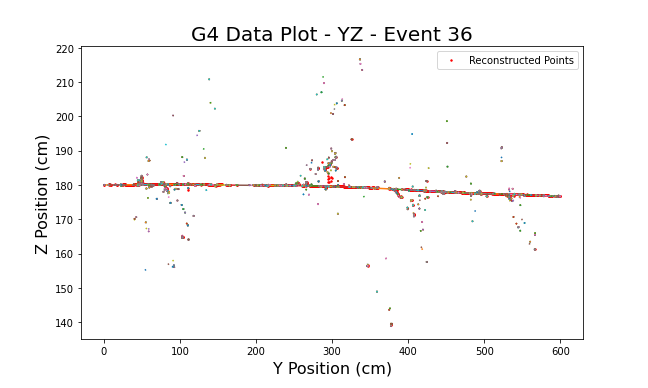 G4 Data Plot - YZ - Event 36
Reconstructed Points
220
210
200
190
180
170
160
150
140
Z Position (cm)
0 100 200 300 400 500 600
Y Position (cm)